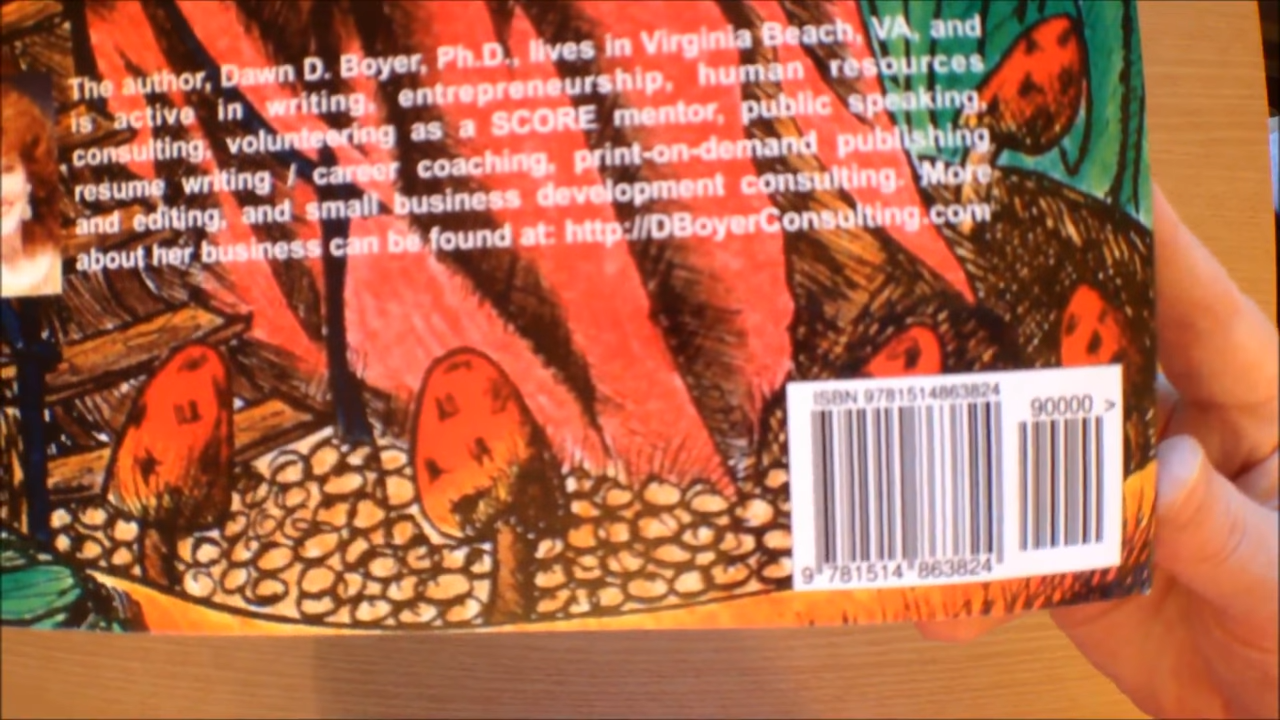 The author, Dawn D. Boyer, Ph.D., lives in Virginia Beach, VA, and
is active in writing, entrepreneurship, human resources
consulting, volunteering as a SCORE mentor, public speaking,
resume writing / career coaching, print-on-demand publishing
and editing, and small business development consulting. More
about her business can be found at: http://DBoyerConsulting.com
ISBN 9781514863824
90000 >
9 781514 863824